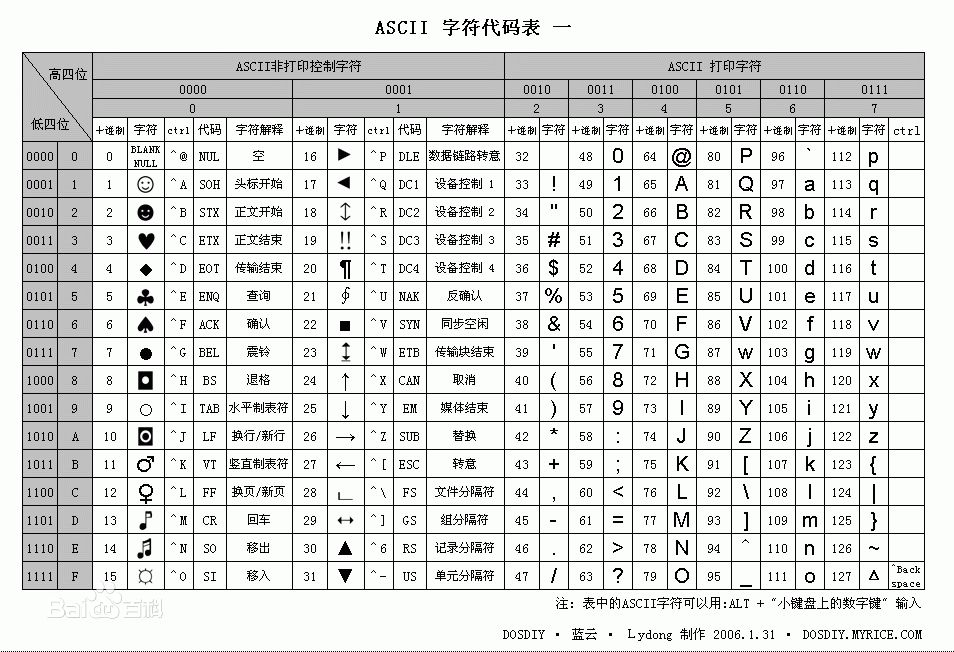 ASCII 字符代码表 一
高四位 ASCII非打印控制字符 ASCII 打印字符
0000 0001 0010 0011 0100 0101 0110 0111
低四位 0 1 2 3 4 5 6 7
十进制 字符 ctrl 代码 字符解释 十进制 字符 ctrl 代码 字符解释 十进制 字符 十进制 字符 十进制 字符 十进制 字符 十进制 字符 十进制 字符 ctrl
0000 0 0 BLANK NULL ^@ NUL 空 16 ► ^P DLE 数据链路转意 32 48 0 64 @ 80 P 96 ` 112 p
0001 1 1 ☺ ^A SOH 头标开始 17 ◄ ^Q DC1 设备控制 1 33 ! 49 1 65 A 81 Q 97 a 113 q
0010 2 2 ☻ ^B STX 正文开始 18 ↕ ^R DC2 设备控制 2 34 " 50 2 66 B 82 R 98 b 114 r
0011 3 3 ♥ ^C ETX 正文结束 19 ‼ ^S DC3 设备控制 3 35 # 51 3 67 C 83 S 99 c 115 s
0100 4 4 ◆ ^D EOT 传输结束 20 ¶ ^T DC4 设备控制 4 36 $ 52 4 68 D 84 T 100 d 116 t
0101 5 5 ♣ ^E ENQ 查询 21 ∮ ^U NAK 反确认 37 % 53 5 69 E 85 U 101 e 117 u
0110 6 6 ♠ ^F ACK 确认 22 ■ ^V SYN 同步空闲 38 & 54 6 70 F 86 V 102 f 118 v
0111 7 7 ● ^G BEL 震铃 23 ↨ ^W ETB 传输块结束 39 ' 55 7 71 G 87 w 103 g 119 w
1000 8 8 ◘ ^H BS 退格 24 ↑ ^X CAN 取消 40 ( 56 8 72 H 88 X 104 h 120 x
1001 9 9 ○ ^I TAB 水平制表符 25 ↓ ^Y EM 媒体结束 41 ) 57 9 73 I 89 Y 105 i 121 y
1010 A 10 ◙ ^J LF 换行/新行 26 → ^Z SUB 替换 42 * 58 : 74 J 90 Z 106 j 122 z
1011 B 11 ♂ ^K VT 竖直制表符 27 ← ^[ ESC 转意 43 + 59 ; 75 K 91 [ 107 k 123 {
1100 C 12 ♀ ^L FF 换页/新页 28 ∟ ^\ FS 文件分隔符 44 , 60 < 76 L 92 \ 108 l 124 |
1101 D 13 ♪ ^M CR 回车 29 ↔ ^] GS 组分隔符 45 - 61 = 77 M 93 ] 109 m 125 }
1110 E 14 ♫ ^N SO 移出 30 ▲ ^6 RS 记录分隔符 46 . 62 > 78 N 94 ^ 110 n 126 ~
1111 F 15 ☼ ^O SI 移入 31 ▼ ^- US 单元分隔符 47 / 63 ? 79 O 95 _ 111 o 127 Δ ^Back space
注: 表中的ASCII字符可以用:ALT + "小键盘上的数字键" 输入
Bai百科
DOSDIY · 蓝云 · Lydong 制作 2006.1.31 · DOSDIY.MYRICE.COM